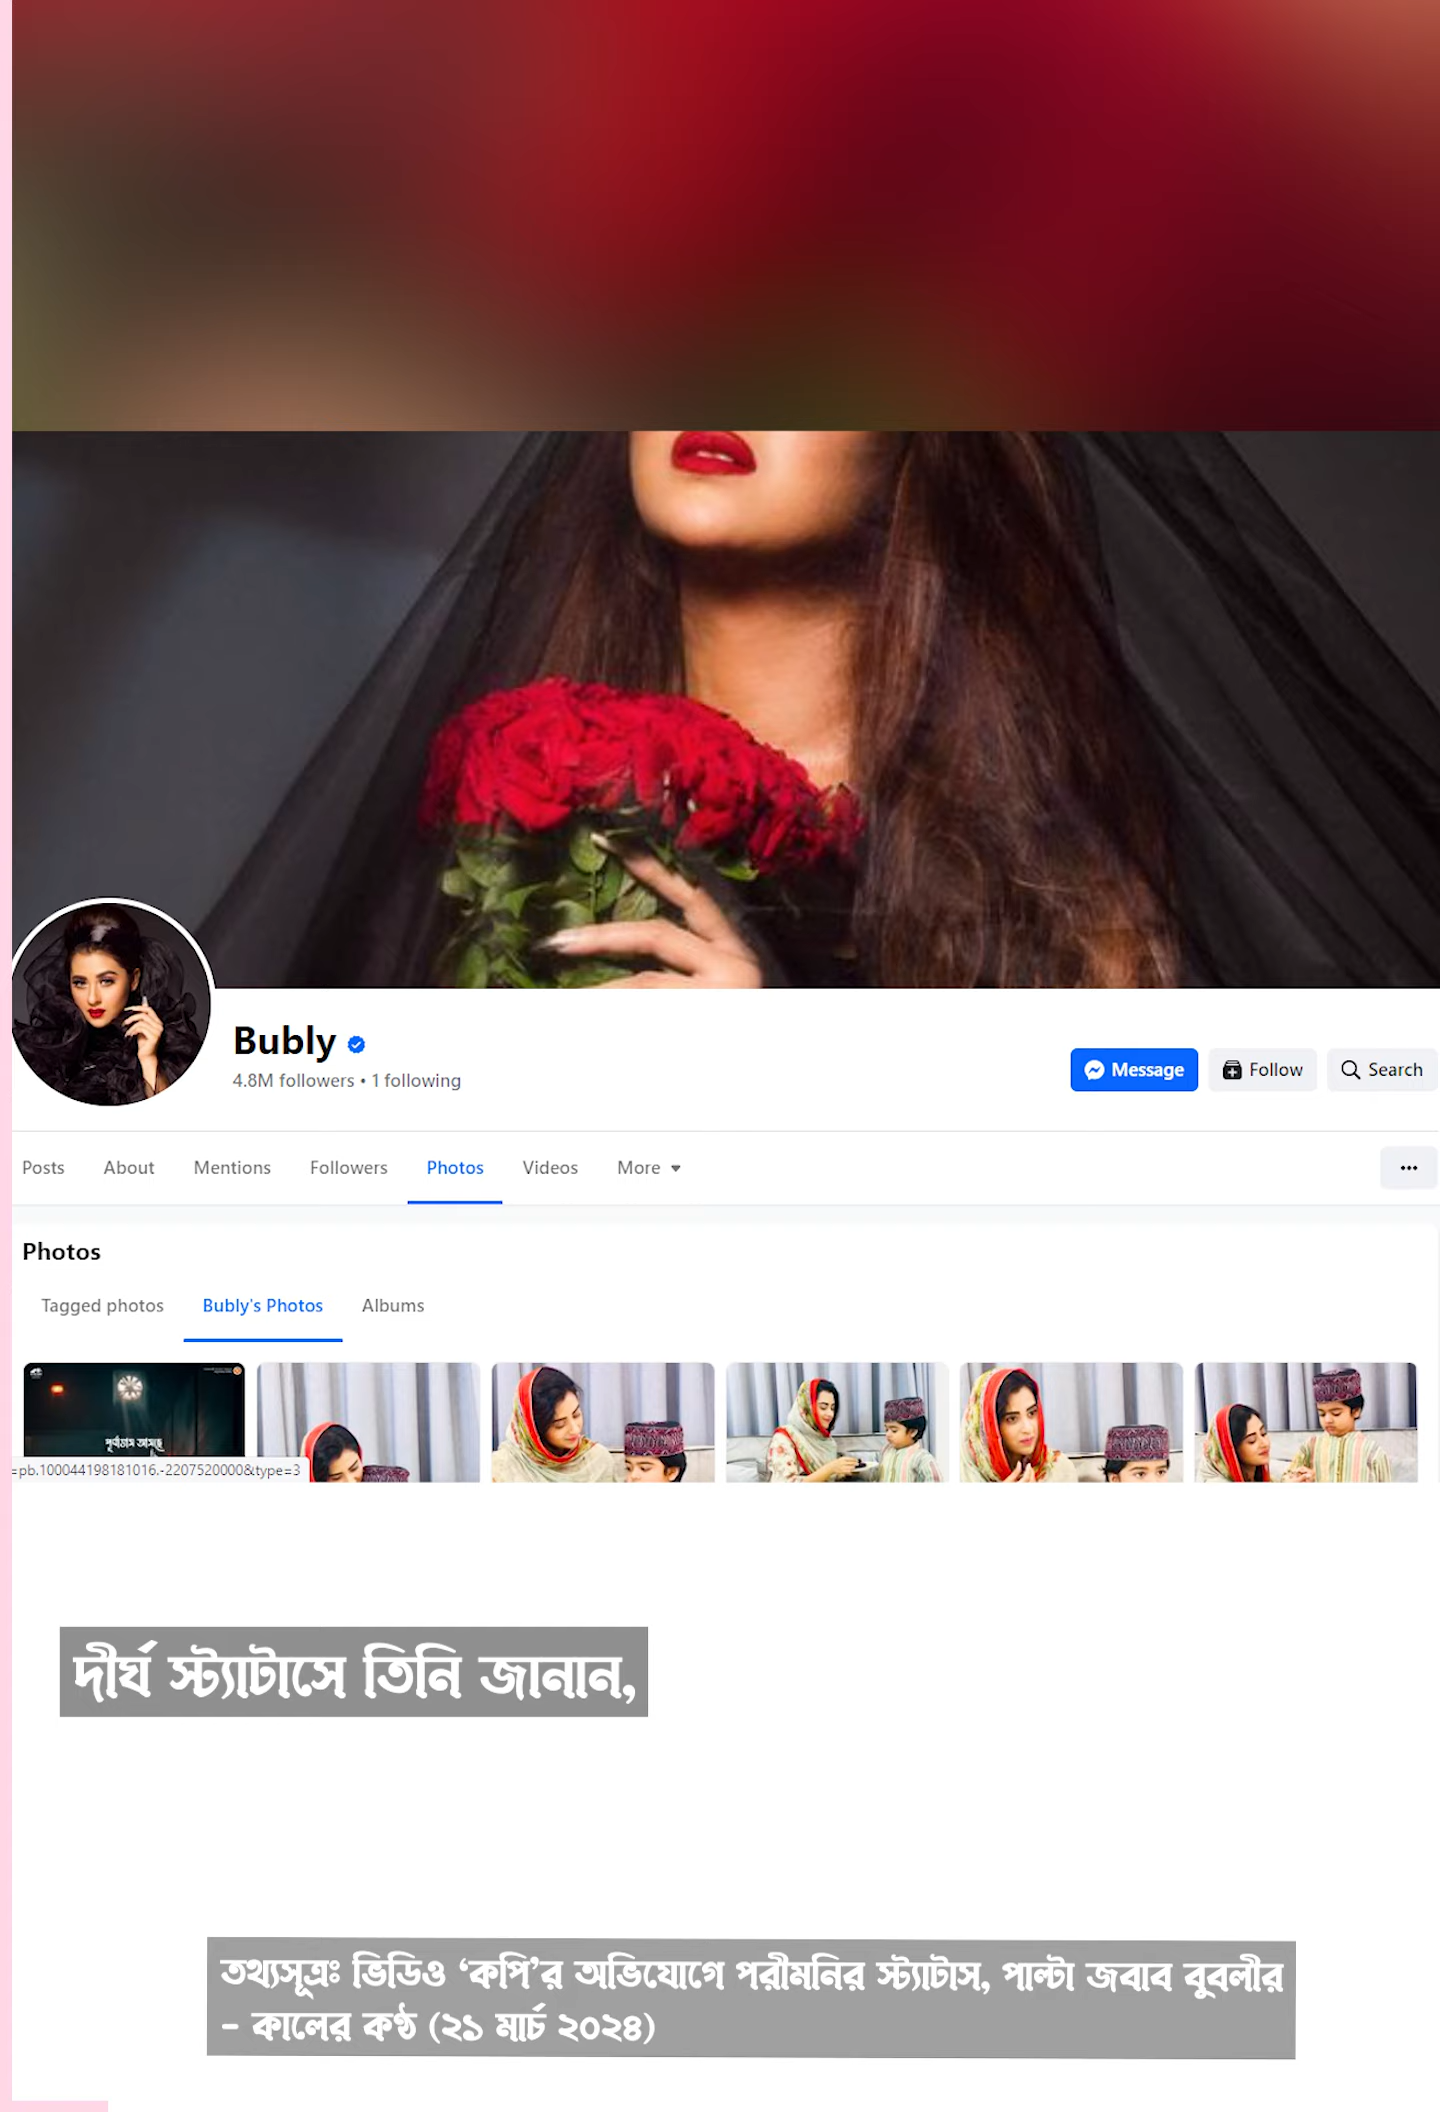 Bubly
4.8M followers • 1 following
Message
Follow
Search
Posts
About
Mentions
Followers
Photos
Videos
More
Photos
Tagged photos
Bubly's Photos
Albums
পূর্বাভাস আসছে
=pb.100044198181016.-2207520000&type=3
দীর্ঘ স্ট্যাটাসে তিনি জানান,
তথ্যসূত্রঃ ভিডিও ‘কপি’র অভিযোগে পরীমনির স্ট্যাটাস, পাল্টা জবাব বুবলীর
- কালের কণ্ঠ (২১ মার্চ ২০২৪)